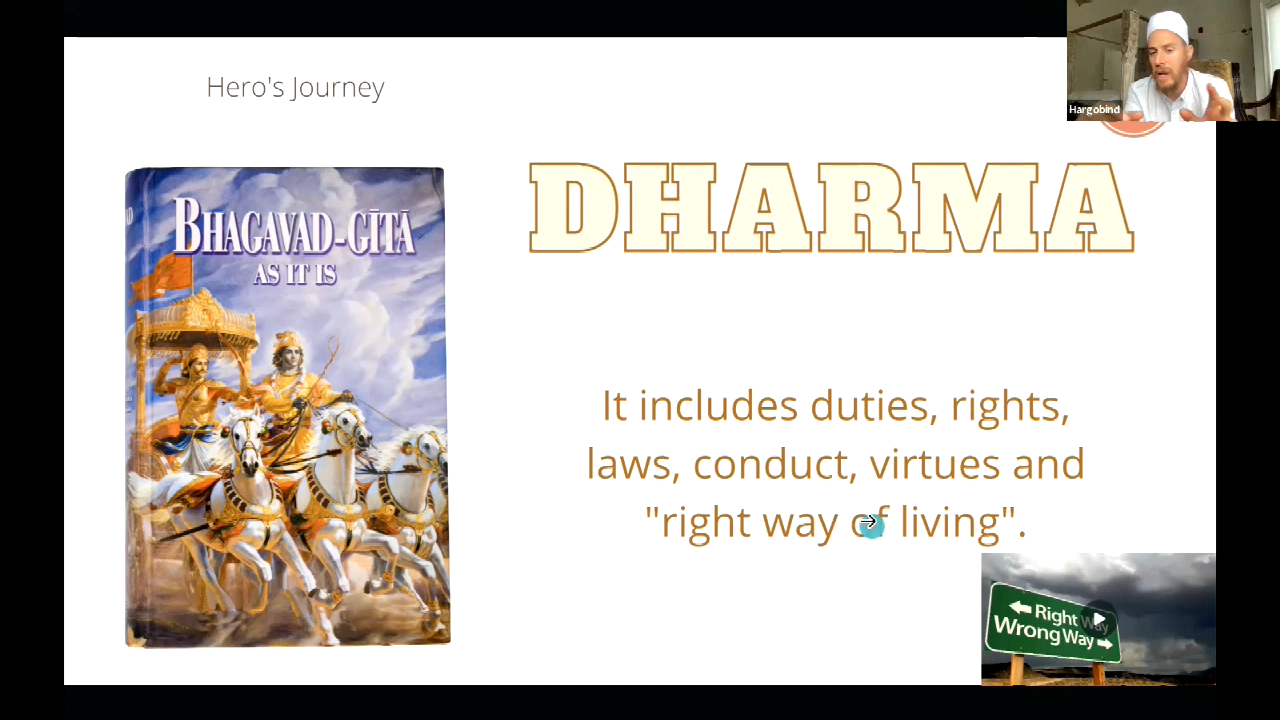 Hero's Journey
Hargobind
DHARMA
BHAGAVAD-GĪTĀ
AS IT IS
It includes duties, rights,
laws, conduct, virtues and
"right way of living".
Right Way
Wrong Way